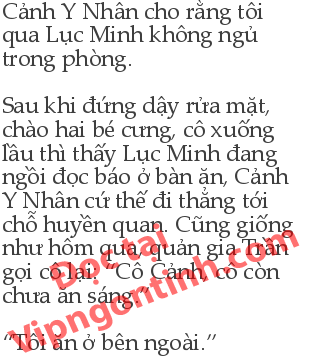 Cảnh Y Nhân cho rằng tôi
qua Lục Minh không ngủ
trong phòng.
Sau khi đứng dậy rửa mặt,
chào hai bé cưng, cô xuống
lầu thì thấy Lục Minh đang
ngồi đọc báo ở bàn ăn, Cảnh
Y Nhân cứ thế đi thẳng tới
chỗ huyền quan. Cũng giống
như hôm qua, quản gia Trần
gọi cô lại: “Cô Cảnh, cô còn
chưa ăn sáng.”
“Tôi ăn ở bên ngoài.”
Đọc tại
Vipngontinh.com